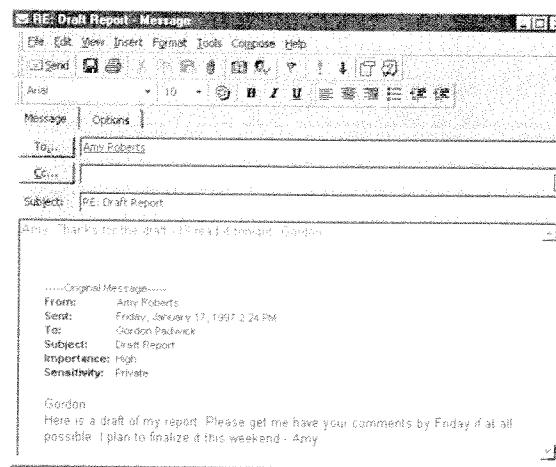 RE: Draft Report - Message
File Edit View Insert Format Tools Compose Help
Send
Arial 10 B I U
Message Options
To... Amy Roberts
Cc...
Subject: RE: Draft Report
Amy, Thanks for the draft - I'll read it tonight. Gordon
-----Original Message-----
From: Amy Roberts
Sent: Friday, January 17, 1997 2:24 PM
To: Gordon Padwick
Subject: Draft Report
Importance: High
Sensitivity: Private
Gordon
Here is a draft of my report. Please get me have your comments by Friday if at all
possible. I plan to finalize it this weekend - Amy